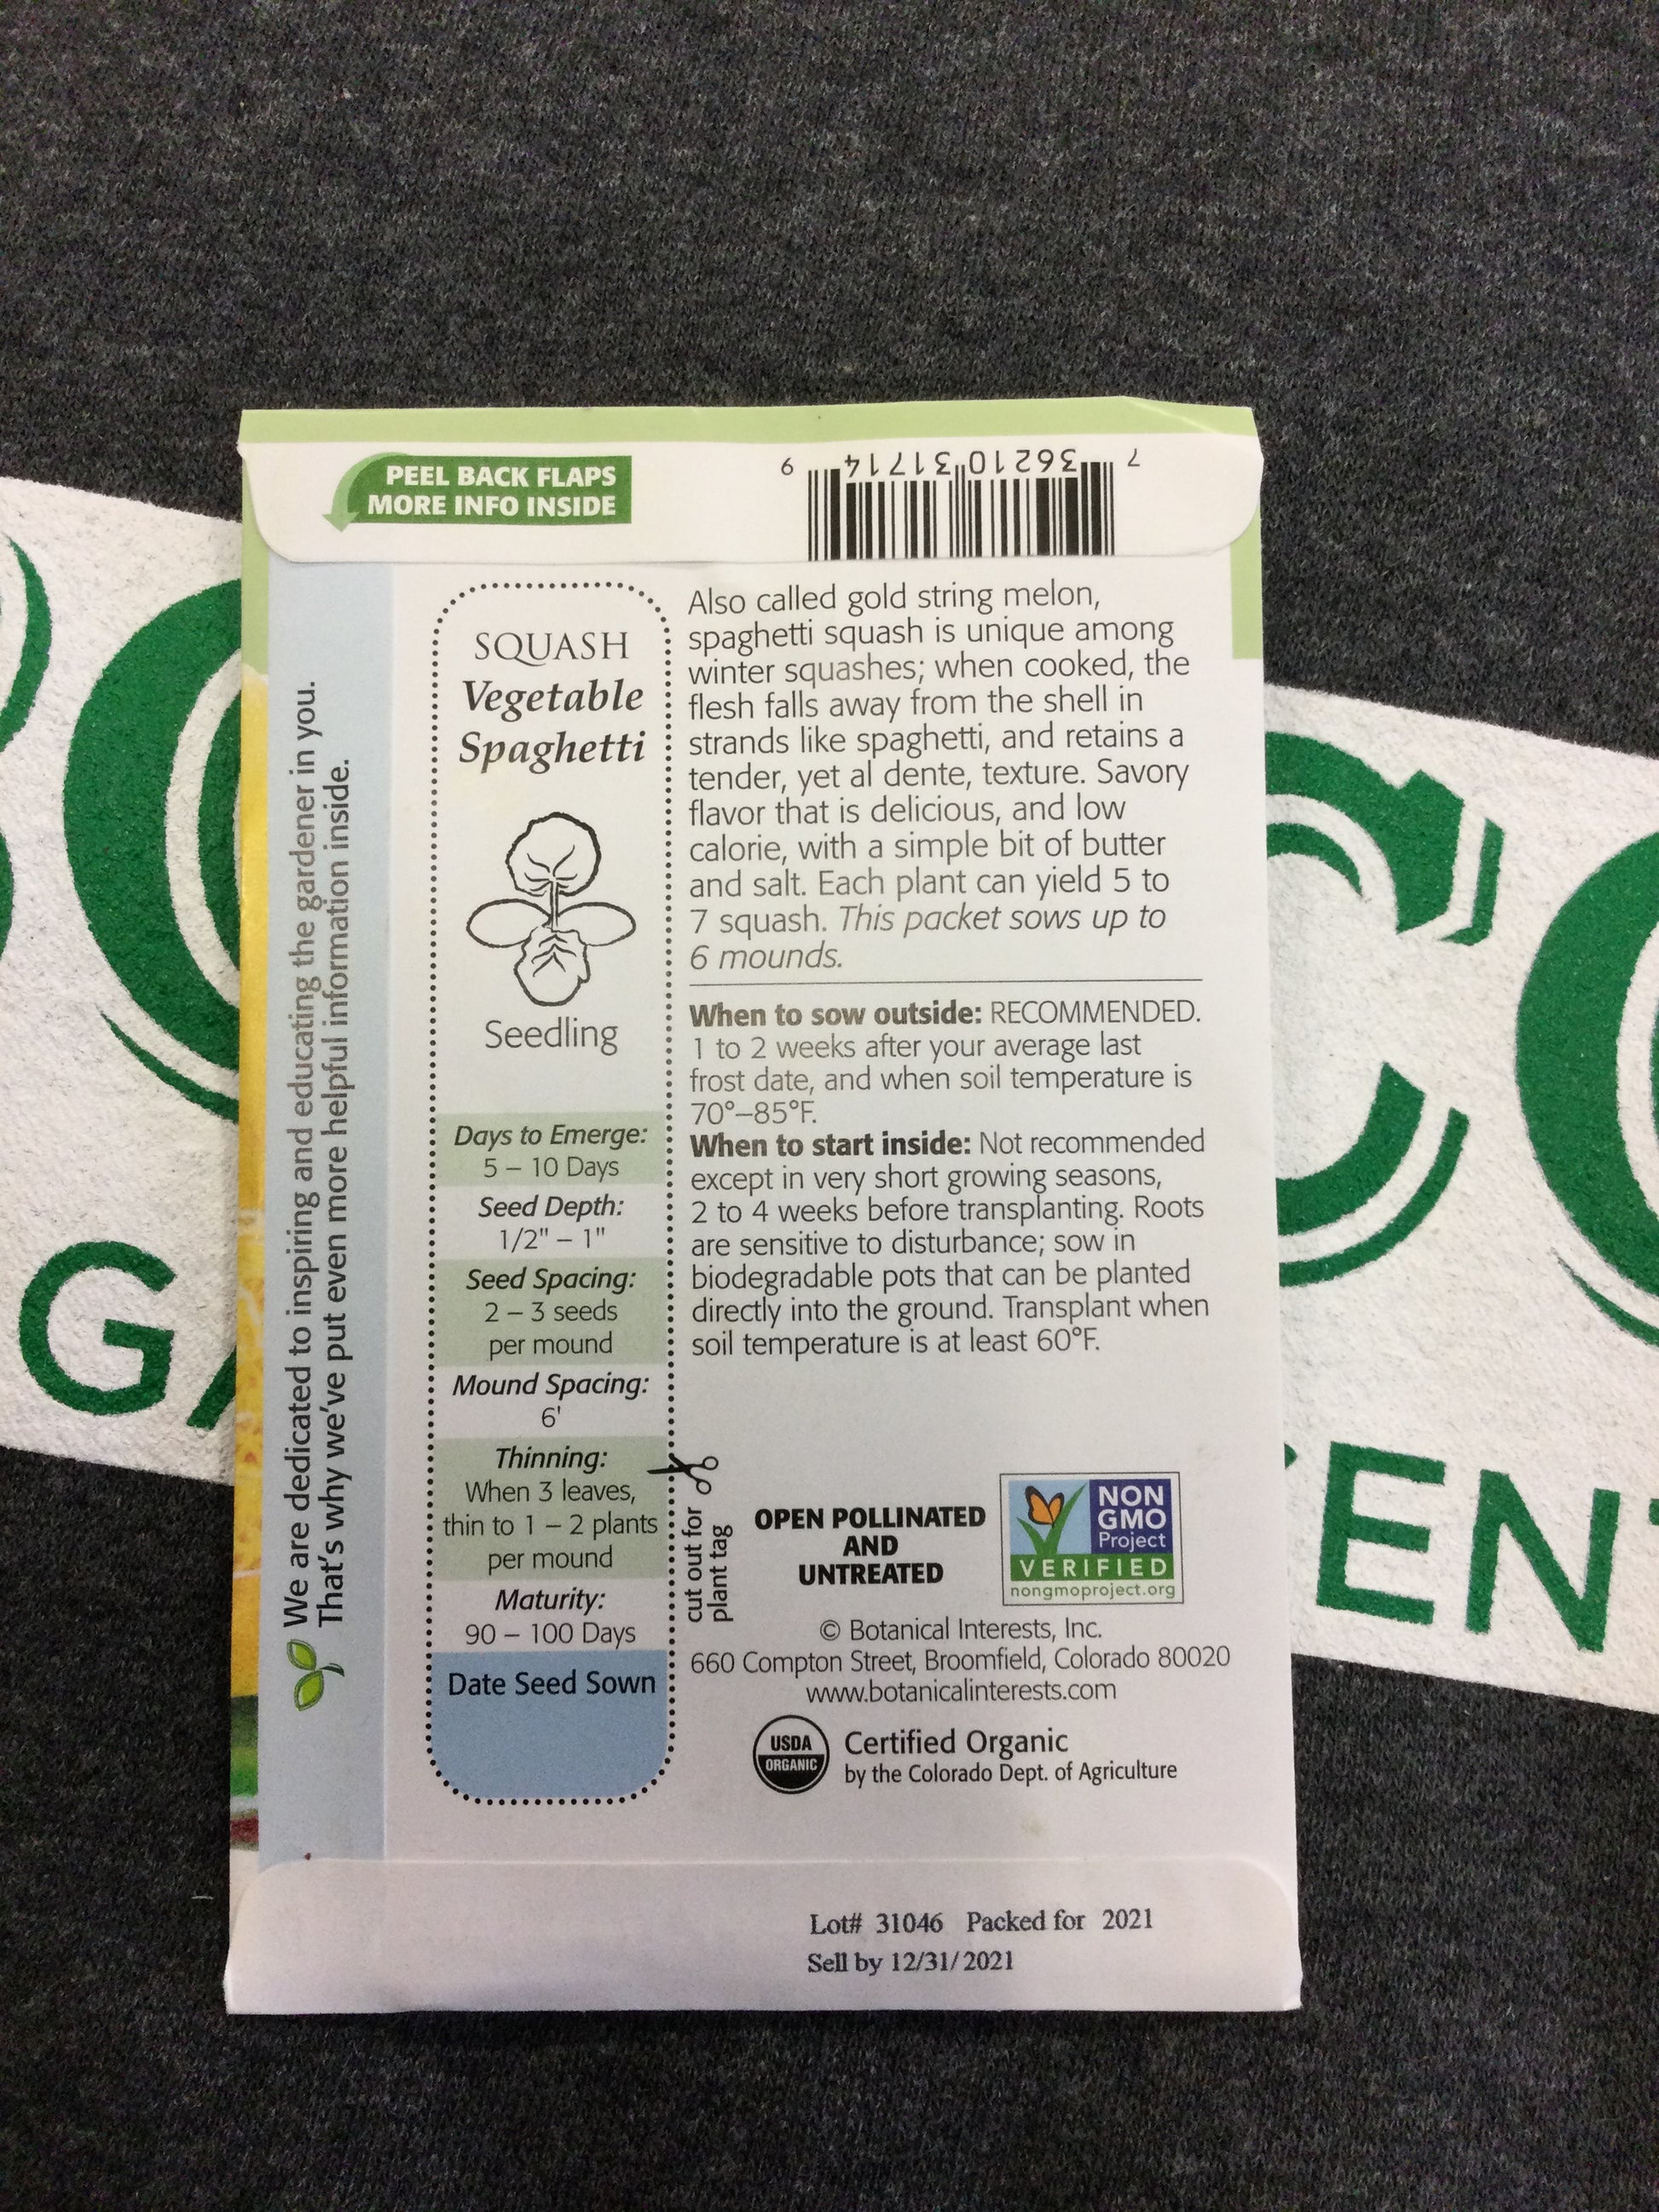 PEEL BACK FLAPS
MORE INFO INSIDE
7 36210 31714 9
We are dedicated to inspiring and educating the gardener in you.
That's why we've put even more helpful information inside.
SQUASH
Vegetable
Spaghetti
Seedling
Days to Emerge:
5 – 10 Days
Seed Depth:
1/2" – 1"
Seed Spacing:
2 – 3 seeds
per mound
Mound Spacing:
6'
Thinning:
When 3 leaves,
thin to 1 – 2 plants
per mound
Maturity:
90 – 100 Days
Date Seed Sown
cut out for
plant tag
Also called gold string melon,
spaghetti squash is unique among
winter squashes; when cooked, the
flesh falls away from the shell in
strands like spaghetti, and retains a
tender, yet al dente, texture. Savory
flavor that is delicious, and low
calorie, with a simple bit of butter
and salt. Each plant can yield 5 to
7 squash. This packet sows up to
6 mounds.
When to sow outside: RECOMMENDED.
1 to 2 weeks after your average last
frost date, and when soil temperature is
70°–85°F.
When to start inside: Not recommended
except in very short growing seasons,
2 to 4 weeks before transplanting. Roots
are sensitive to disturbance; sow in
biodegradable pots that can be planted
directly into the ground. Transplant when
soil temperature is at least 60°F.
OPEN POLLINATED
AND
UNTREATED
NON
GMO
Project
VERIFIED
nongmoproject.org
© Botanical Interests, Inc.
660 Compton Street, Broomfield, Colorado 80020
www.botanicalinterests.com
USDA
ORGANIC
Certified Organic
by the Colorado Dept. of Agriculture
Lot# 31046 Packed for 2021
Sell by 12/31/2021